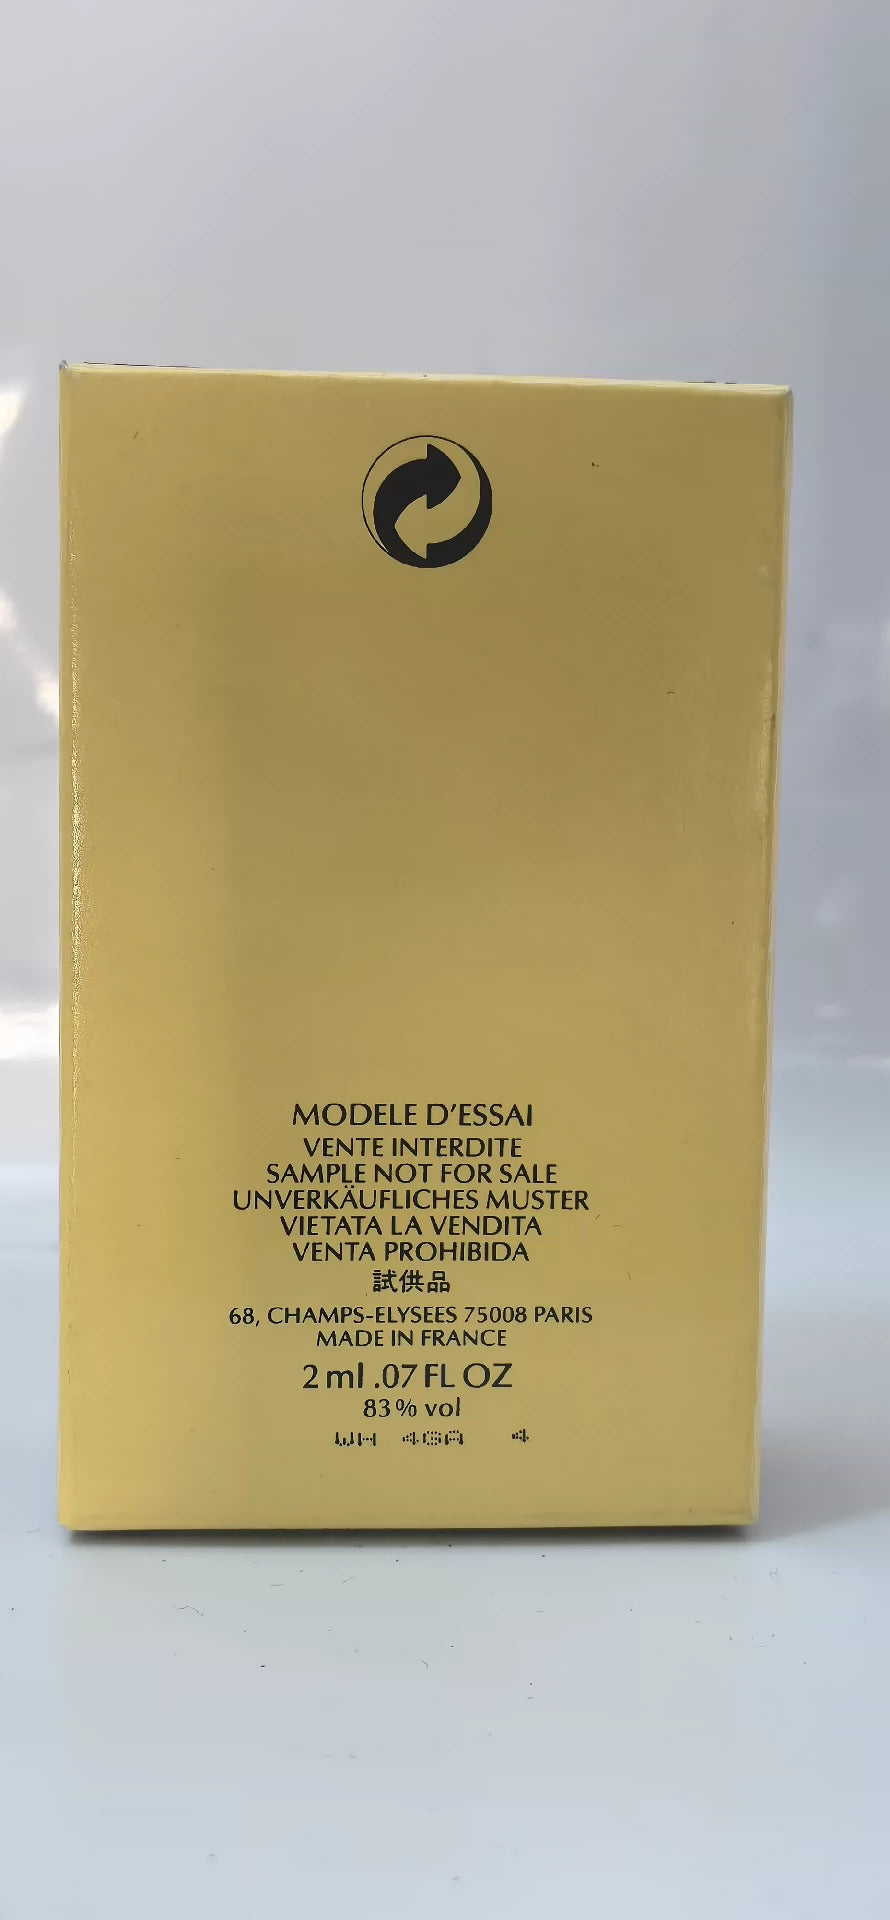 MODELE D'ESSAI
VENTE INTERDITE
SAMPLE NOT FOR SALE
UNVERKÄUFLICHES MUSTER
VIETATA LA VENDITA
VENTA PROHIBIDA
試供品
68, CHAMPS-ELYSEES 75008 PARIS
MADE IN FRANCE
2 ml .07 FL OZ
83% vol